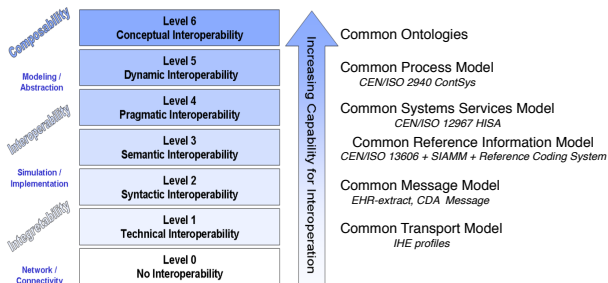 Composability
Modeling /
Abstraction
Interoperability
Simulation /
Implementation
Integretability
Network /
Connectivity
Level 6
Conceptual Interoperability
Level 5
Dynamic Interoperability
Level 4
Pragmatic Interoperability
Level 3
Semantic Interoperability
Level 2
Syntactic Interoperability
Level 1
Technical Interoperability
Level 0
No Interoperability
Increasing Capability for Interoperation
Common Ontologies
Common Process Model
CEN/ISO 2940 ContSys
Common Systems Services Model
CEN/ISO 12967 HISA
Common Reference Information Model
CEN/ISO 13606 + SIAMM + Reference Coding System
Common Message Model
EHR-extract, CDA Message
Common Transport Model
IHE profiles